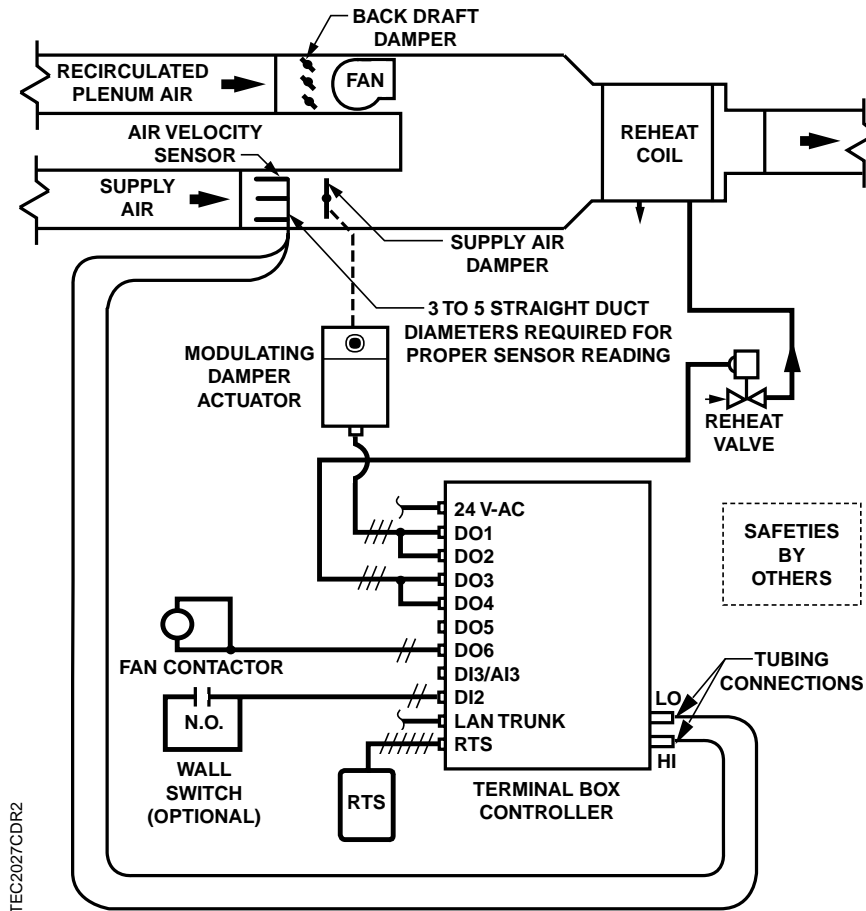 BACK DRAFT
DAMPER
RECIRCULATED
PLENUM AIR
FAN
AIR VELOCITY
SENSOR
REHEAT
COIL
SUPPLY
AIR
SUPPLY AIR
DAMPER
3 TO 5 STRAIGHT DUCT
DIAMETERS REQUIRED FOR
PROPER SENSOR READING
MODULATING
DAMPER
ACTUATOR
REHEAT
VALVE
24 V-AC
DO1
DO2
DO3
DO4
DO5
DO6
DI3/AI3
DI2
LAN TRUNK
RTS
SAFETIES
BY
OTHERS
FAN CONTACTOR
TUBING
CONNECTIONS
LO
HI
N.O.
WALL
SWITCH
(OPTIONAL)
RTS
TERMINAL BOX
CONTROLLER
TEC2027CDR2